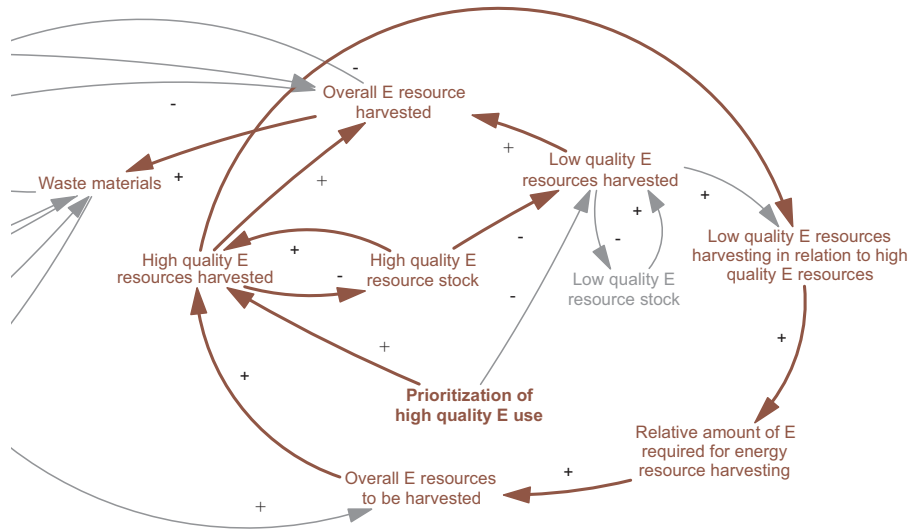 -
Overall E resource
harvested
-
+
Low quality E
resources harvested
Waste materials
+
+
+
+
-
-
High quality E
resources harvested
+
-
High quality E
resource stock
Low quality E
resource stock
Low quality E resources
harvesting in relation to high
quality E resources
-
+
+
+
Prioritization of
high quality E use
Relative amount of E
required for energy
resource harvesting
+
Overall E resources
to be harvested
+